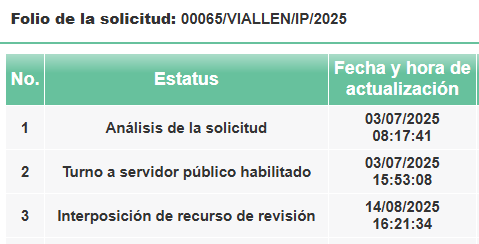 Folio de la solicitud: 00065/VIALLEN/IP/2025
No. Estatus Fecha y hora de
actualización
1 Análisis de la solicitud 03/07/2025
08:17:41
2 Turno a servidor público habilitado 03/07/2025
15:53:08
3 Interposición de recurso de revisión 14/08/2025
16:21:34